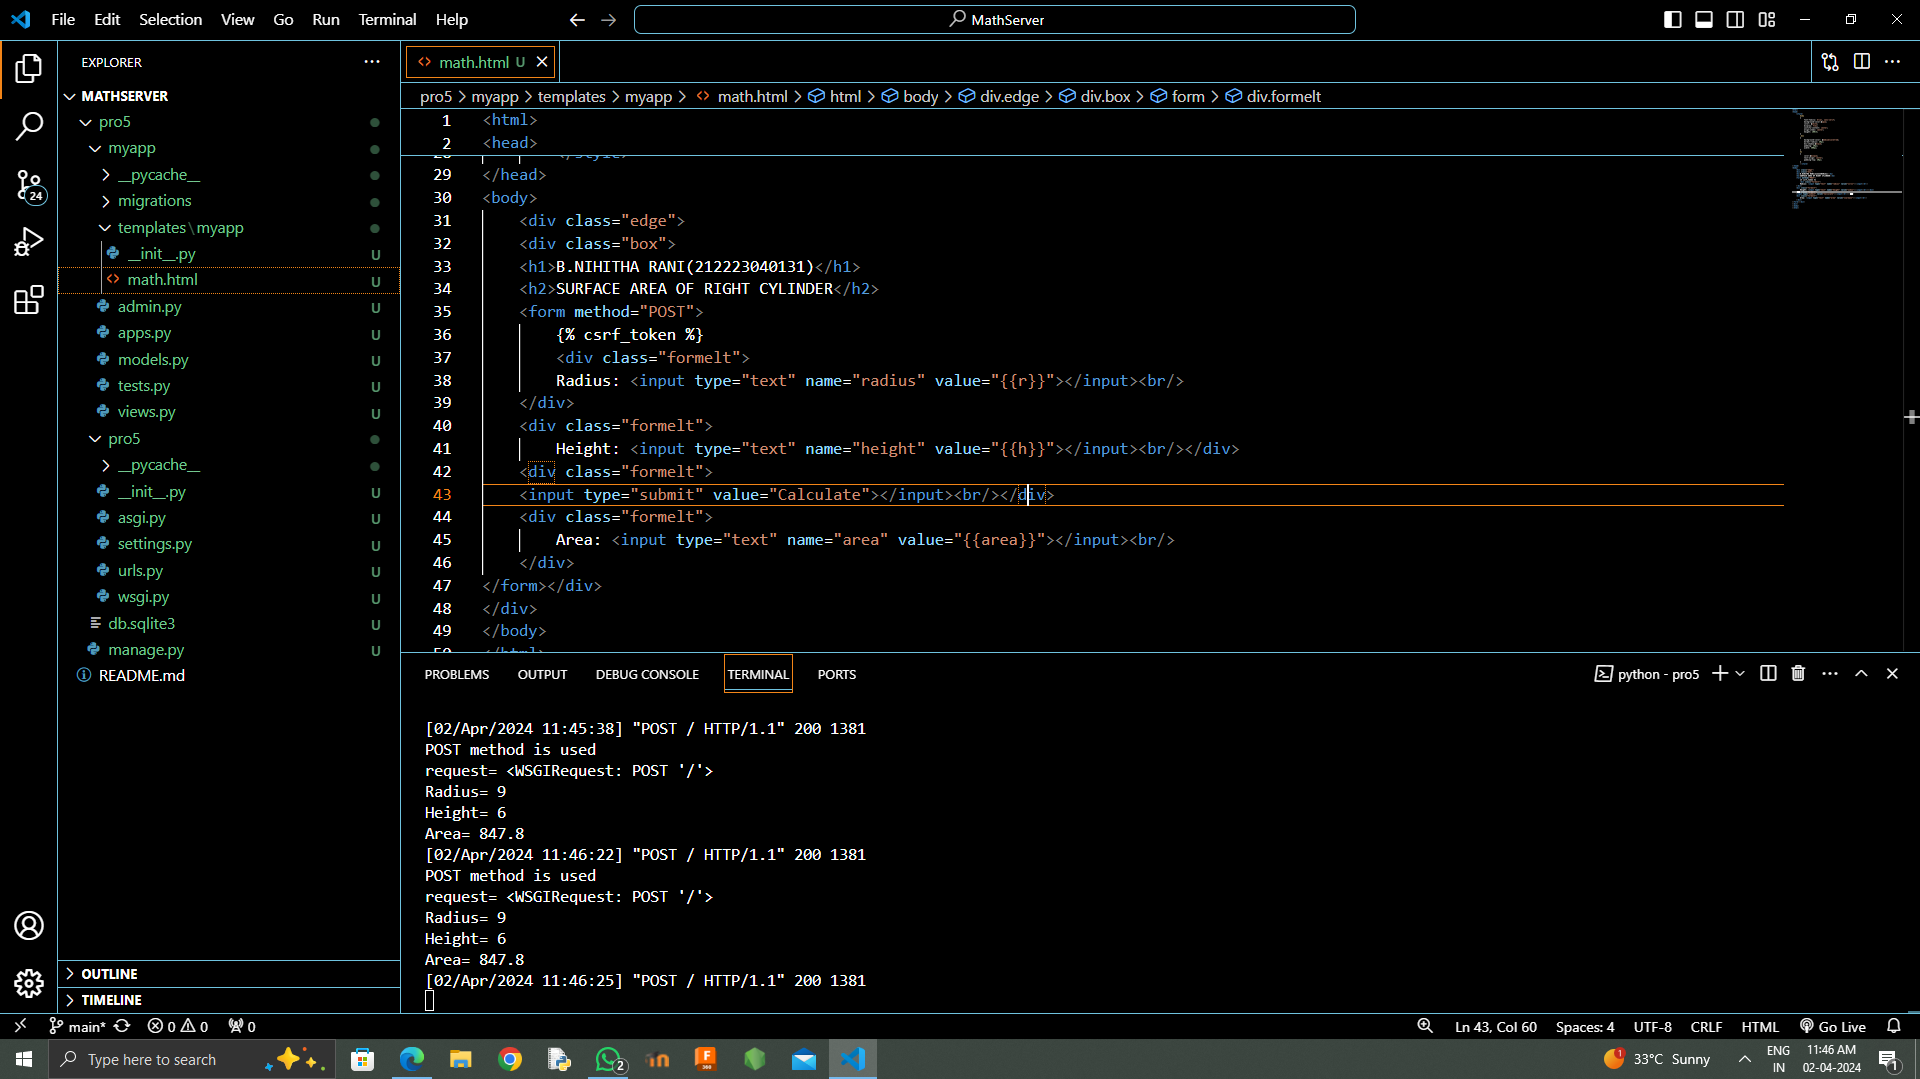 File Edit Selection View Go Run Terminal Help
MathServer
EXPLORER
MATHSERVER
pro5
myapp
__pycache__
migrations
templates\myapp
__init__.py U
math.html U
admin.py U
apps.py U
models.py U
tests.py U
views.py U
pro5
__pycache__
__init__.py U
asgi.py U
settings.py U
urls.py U
wsgi.py U
db.sqlite3 U
manage.py U
README.md
OUTLINE
TIMELINE
24
math.html U
pro5 > myapp > templates > myapp > math.html > html > body > div.edge > div.box > form > div.formelt
1 <html>
2 <head>
28 </style>
29 </head>
30 <body>
31 <div class="edge">
32 <div class="box">
33 <h1>B.NIHITHA RANI(212223040131)</h1>
34 <h2>SURFACE AREA OF RIGHT CYLINDER</h2>
35 <form method="POST">
36 {% csrf_token %}
37 <div class="formelt">
38 Radius: <input type="text" name="radius" value="{{r}}"></input><br/>
39 </div>
40 <div class="formelt">
41 Height: <input type="text" name="height" value="{{h}}"></input><br/></div>
42 <div class="formelt">
43 <input type="submit" value="Calculate"></input><br/></div>
44 <div class="formelt">
45 Area: <input type="text" name="area" value="{{area}}"></input><br/>
46 </div>
47 </form></div>
48 </div>
49 </body>
50 </html>
PROBLEMS OUTPUT DEBUG CONSOLE TERMINAL PORTS
python - pro5
[02/Apr/2024 11:45:38] "POST / HTTP/1.1" 200 1381
POST method is used
request= <WSGIRequest: POST '/'>
Radius= 9
Height= 6
Area= 847.8
[02/Apr/2024 11:46:22] "POST / HTTP/1.1" 200 1381
POST method is used
request= <WSGIRequest: POST '/'>
Radius= 9
Height= 6
Area= 847.8
[02/Apr/2024 11:46:25] "POST / HTTP/1.1" 200 1381
main* 0 0 0
Ln 43, Col 60 Spaces: 4 UTF-8 CRLF HTML Go Live
Type here to search
2
F
360
1
33°C Sunny
ENG
IN
11:46 AM
02-04-2024
1